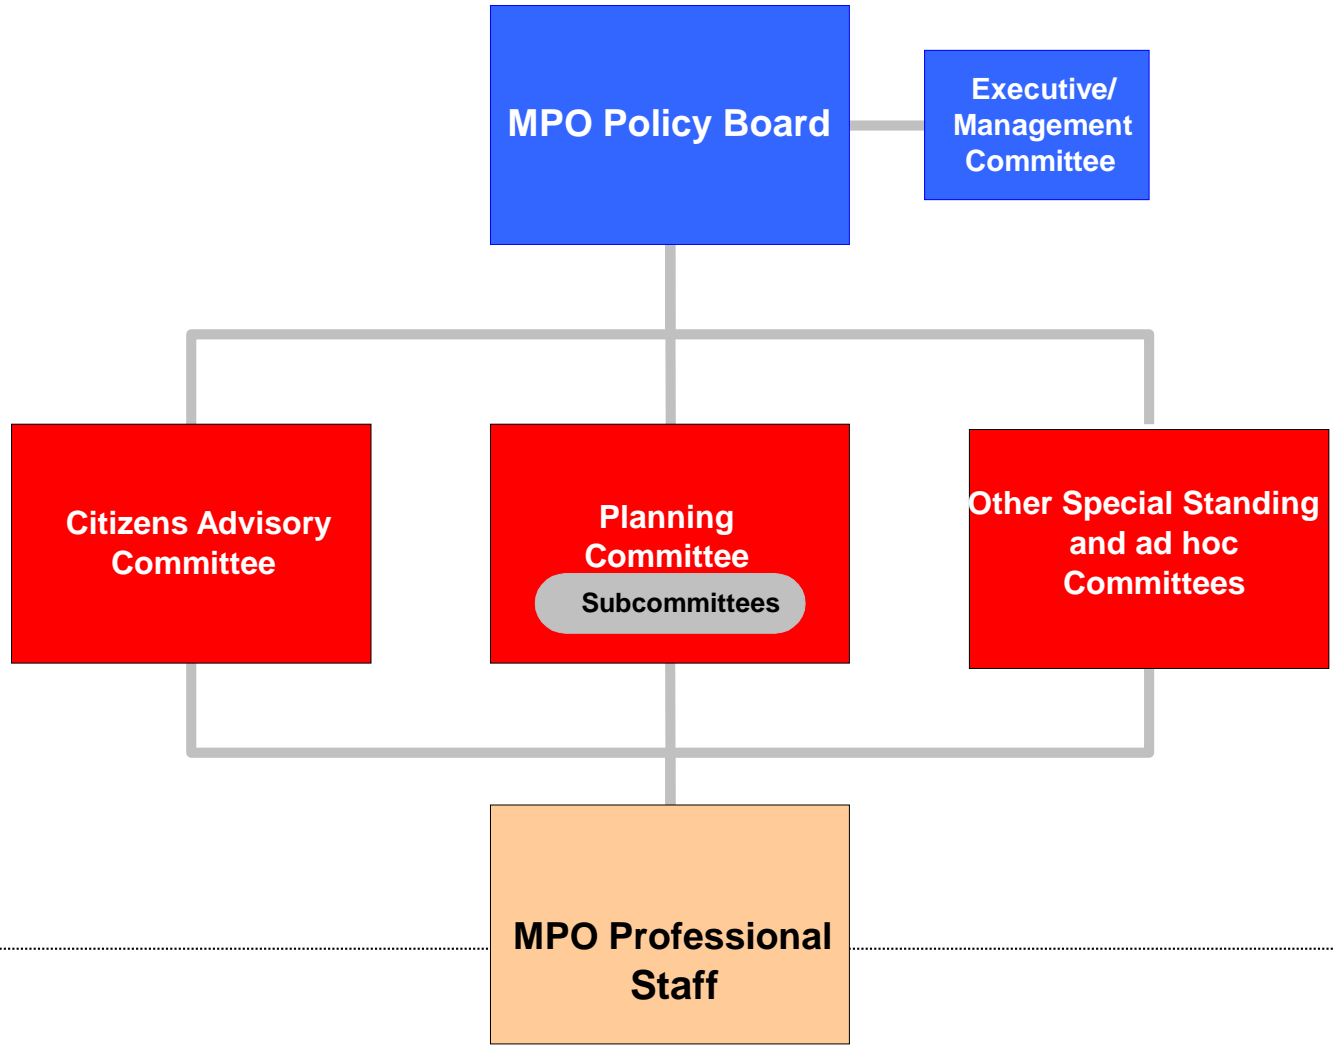 MPO Policy Board
Executive/
Management
Committee
Citizens Advisory
Committee
Planning
Committee
Subcommittees
Other Special Standing
and ad hoc
Committees
MPO Professional
Staff